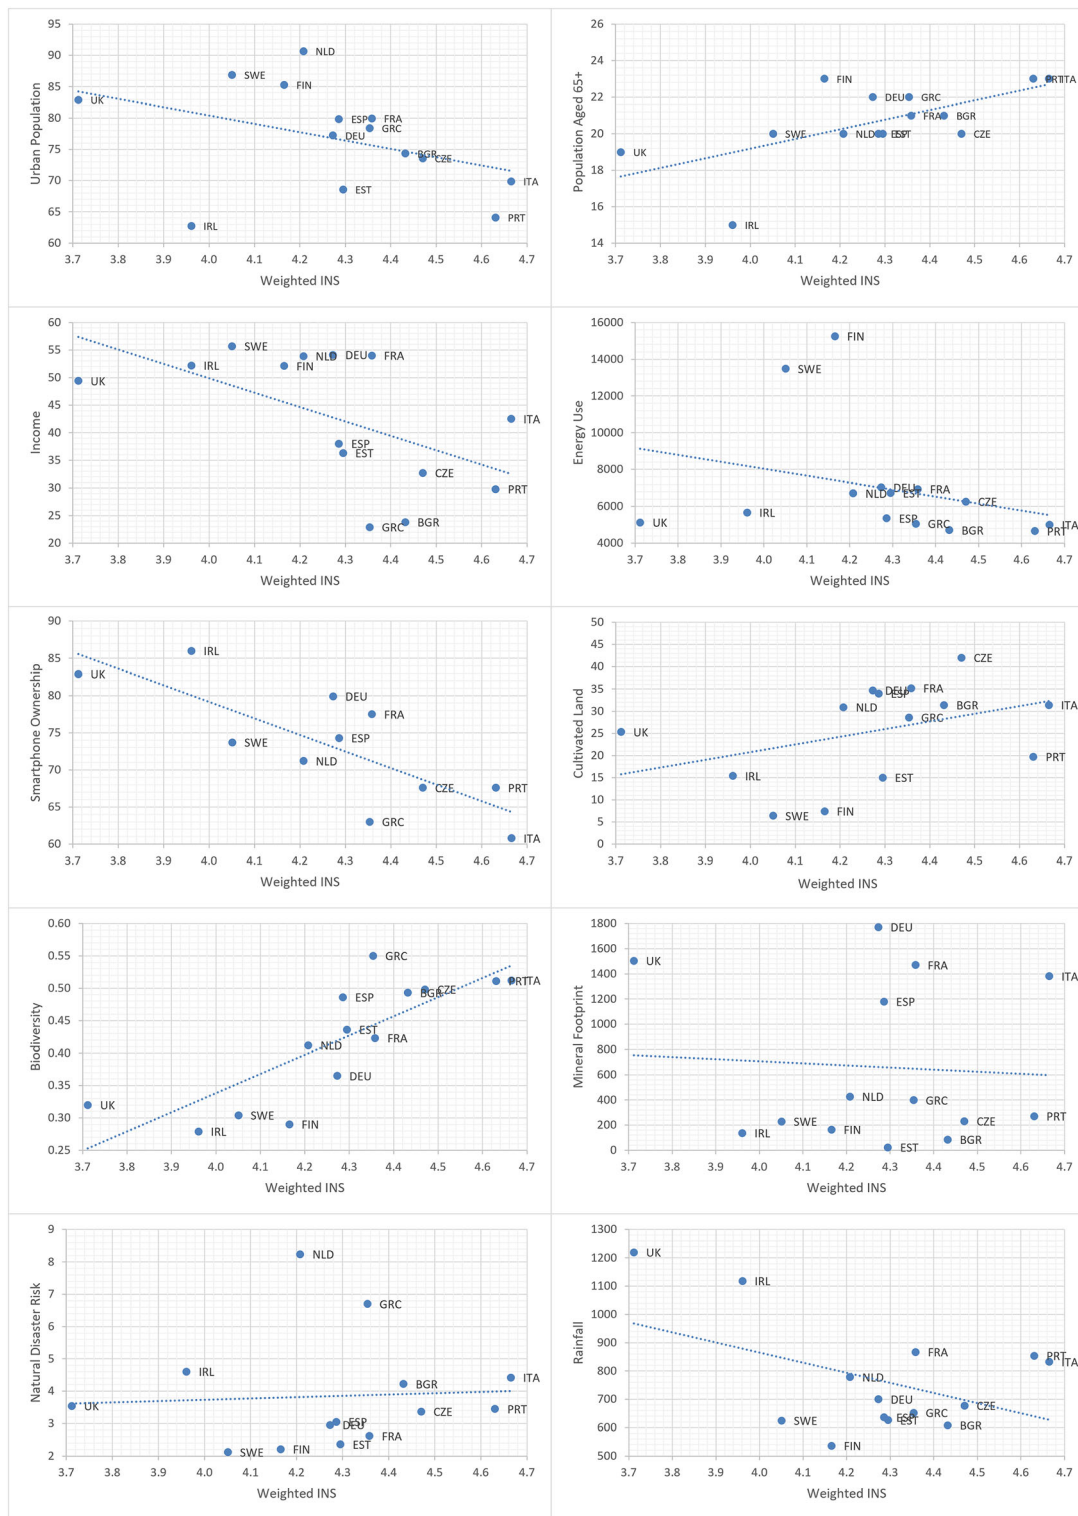 95
90
85
80
75
70
65
60
Urban Population
NLD
SWE
FIN
UK
ESP
FRA
GRC
DEU
BGR
CZE
EST
ITA
PRT
IRL
3.7 3.8 3.9 4.0 4.1 4.2 4.3 4.4 4.5 4.6 4.7
Weighted INS
26
24
22
20
18
16
14
Population Aged 65+
FIN
PRT
ITA
DEU
GRC
FRA
BGR
SWE
NLD
ESP
EST
CZE
UK
IRL
3.7 3.8 3.9 4.0 4.1 4.2 4.3 4.4 4.5 4.6 4.7
Weighted INS
60
55
50
45
40
35
30
25
20
Income
SWE
NLD
DEU
FRA
IRL
FIN
UK
ITA
ESP
EST
CZE
PRT
BGR
GRC
3.7 3.8 3.9 4.0 4.1 4.2 4.3 4.4 4.5 4.6 4.7
Weighted INS
16000
14000
12000
10000
8000
6000
4000
Energy Use
FIN
SWE
DEU
FRA
NLD
EST
CZE
IRL
ESP
UK
GRC
ITA
BGR
PRT
3.7 3.8 3.9 4.0 4.1 4.2 4.3 4.4 4.5 4.6 4.7
Weighted INS
90
85
80
75
70
65
60
Smartphone Ownership
IRL
UK
DEU
FRA
ESP
SWE
NLD
CZE
PRT
GRC
ITA
3.7 3.8 3.9 4.0 4.1 4.2 4.3 4.4 4.5 4.6 4.7
Weighted INS
50
45
40
35
30
25
20
15
10
5
0
Cultivated Land
CZE
FRA
DEU
ESP
BGR
ITA
NLD
GRC
UK
PRT
IRL
EST
FIN
SWE
3.7 3.8 3.9 4.0 4.1 4.2 4.3 4.4 4.5 4.6 4.7
Weighted INS
0.60
0.55
0.50
0.45
0.40
0.35
0.30
0.25
Biodiversity
GRC
PRT
ITA
CZE
BGR
ESP
EST
FRA
NLD
DEU
UK
SWE
FIN
IRL
3.7 3.8 3.9 4.0 4.1 4.2 4.3 4.4 4.5 4.6 4.7
Weighted INS
1800
1600
1400
1200
1000
800
600
400
200
0
Mineral Footprint
DEU
UK
FRA
ITA
ESP
NLD
GRC
PRT
SWE
CZE
FIN
IRL
BGR
EST
3.7 3.8 3.9 4.0 4.1 4.2 4.3 4.4 4.5 4.6 4.7
Weighted INS
9
8
7
6
5
4
3
2
Natural Disaster Risk
NLD
GRC
IRL
ITA
BGR
UK
PRT
CZE
ESP
DEU
FRA
EST
FIN
SWE
3.7 3.8 3.9 4.0 4.1 4.2 4.3 4.4 4.5 4.6 4.7
Weighted INS
1300
1200
1100
1000
900
800
700
600
500
Rainfall
UK
IRL
FRA
PRT
ITA
NLD
DEU
CZE
GRC
ESP
EST
SWE
BGR
FIN
3.7 3.8 3.9 4.0 4.1 4.2 4.3 4.4 4.5 4.6 4.7
Weighted INS